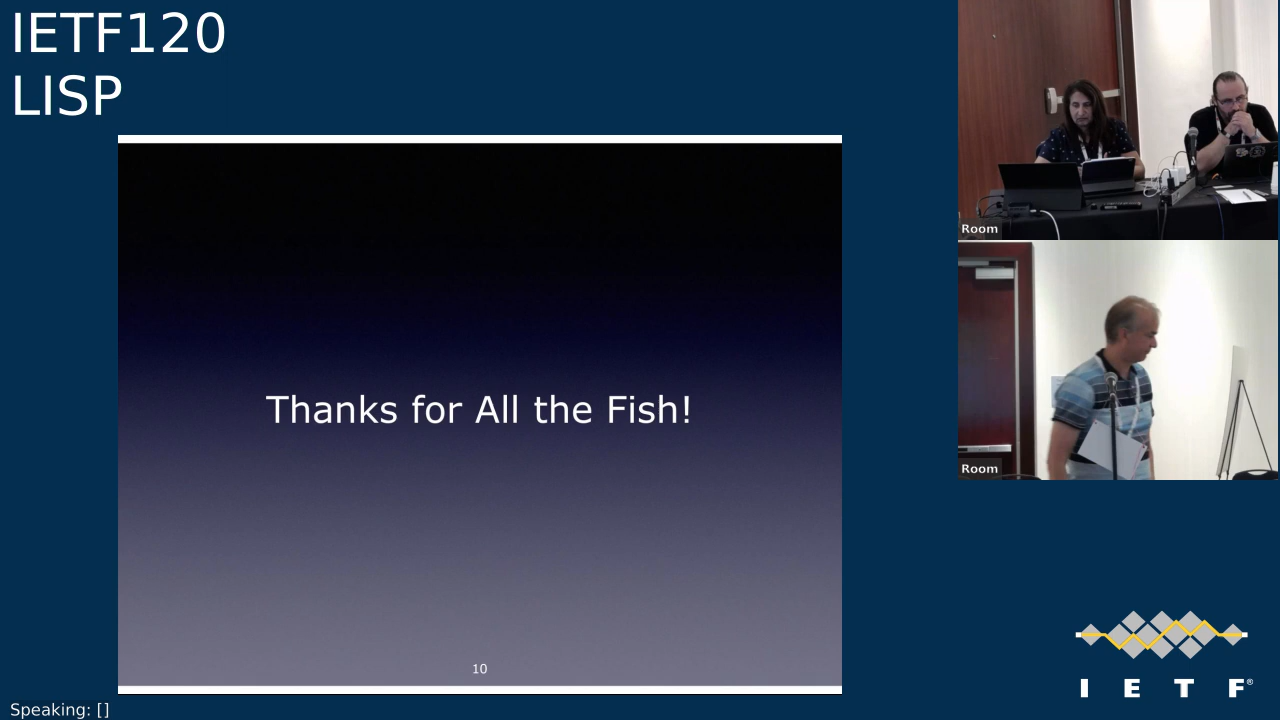 IETF120
LISP
Thanks for All the Fish!
10
Room
Room
I E T F®
Speaking: []